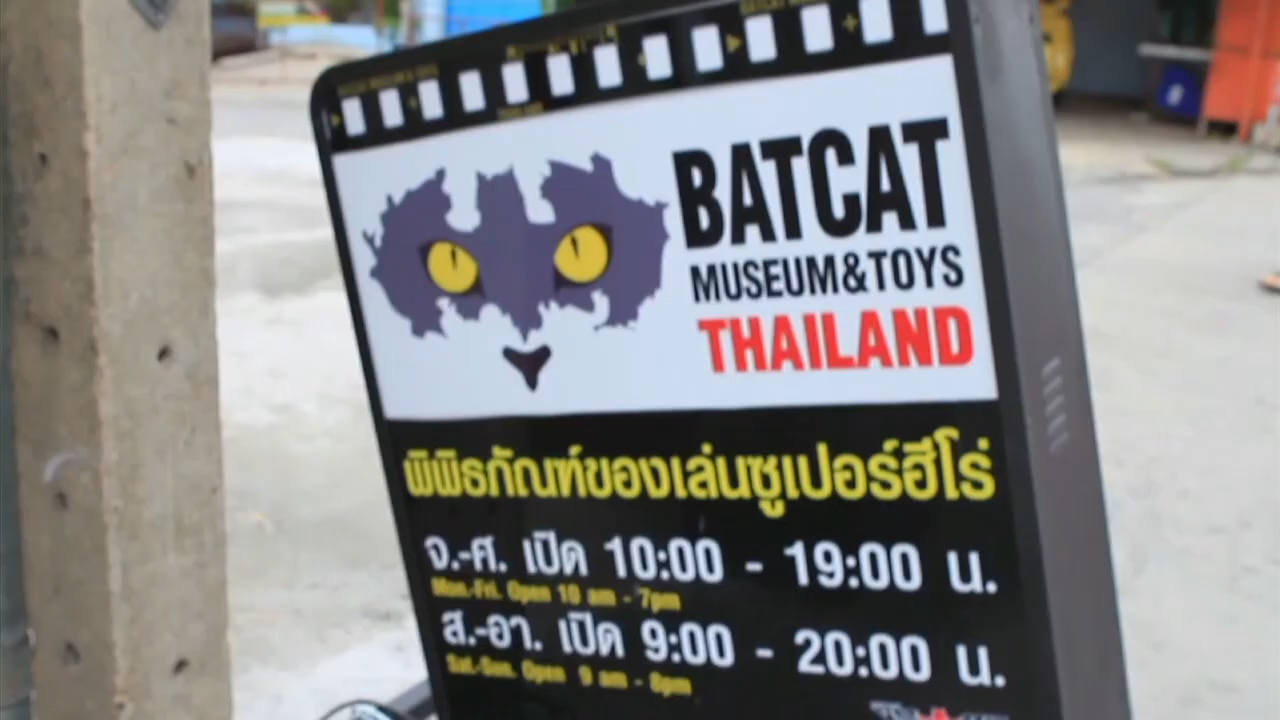 BATCAT
MUSEUM&TOYS
THAILAND
พิพิธภัณฑ์ของเล่นซูเปอร์ฮีโร่
จ.-ศ. เปิด 10:00 - 19:00 น.
Mon.-Fri. Open 10 am - 7pm
ส.-อา. เปิด 9:00 - 20:00 น.
Sat.-Sun. Open 9 am - 8pm